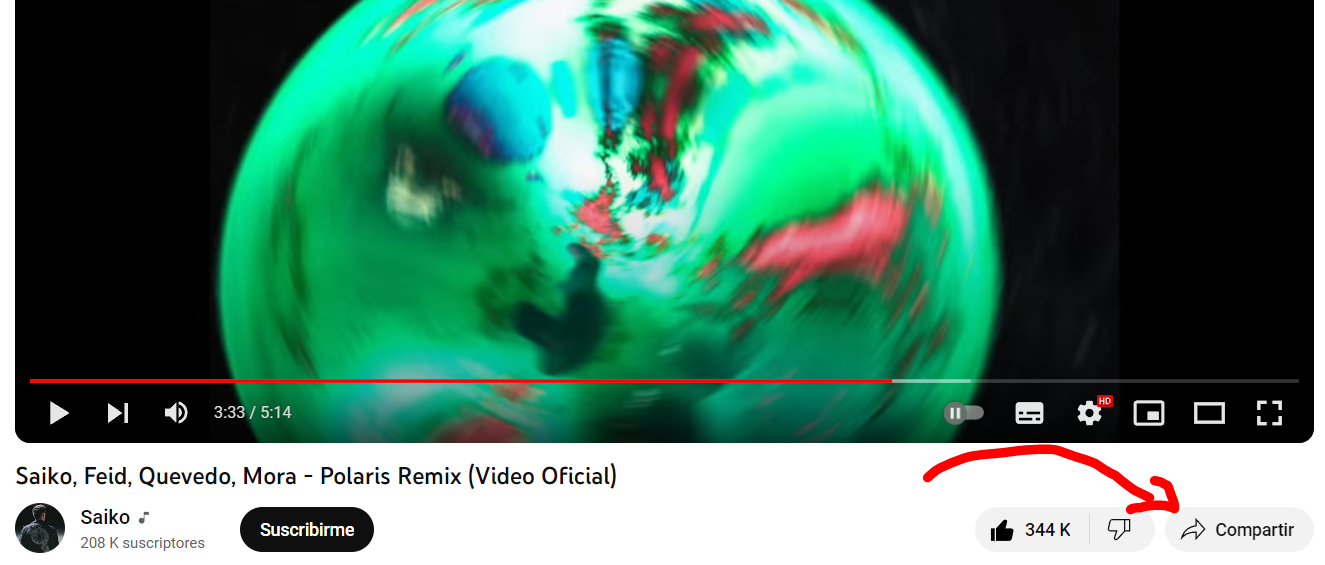 3:33 / 5:14
HD
Saiko, Feid, Quevedo, Mora - Polaris Remix (Video Oficial)
Saiko
208 K suscriptores
Suscribirme
344 K
Compartir